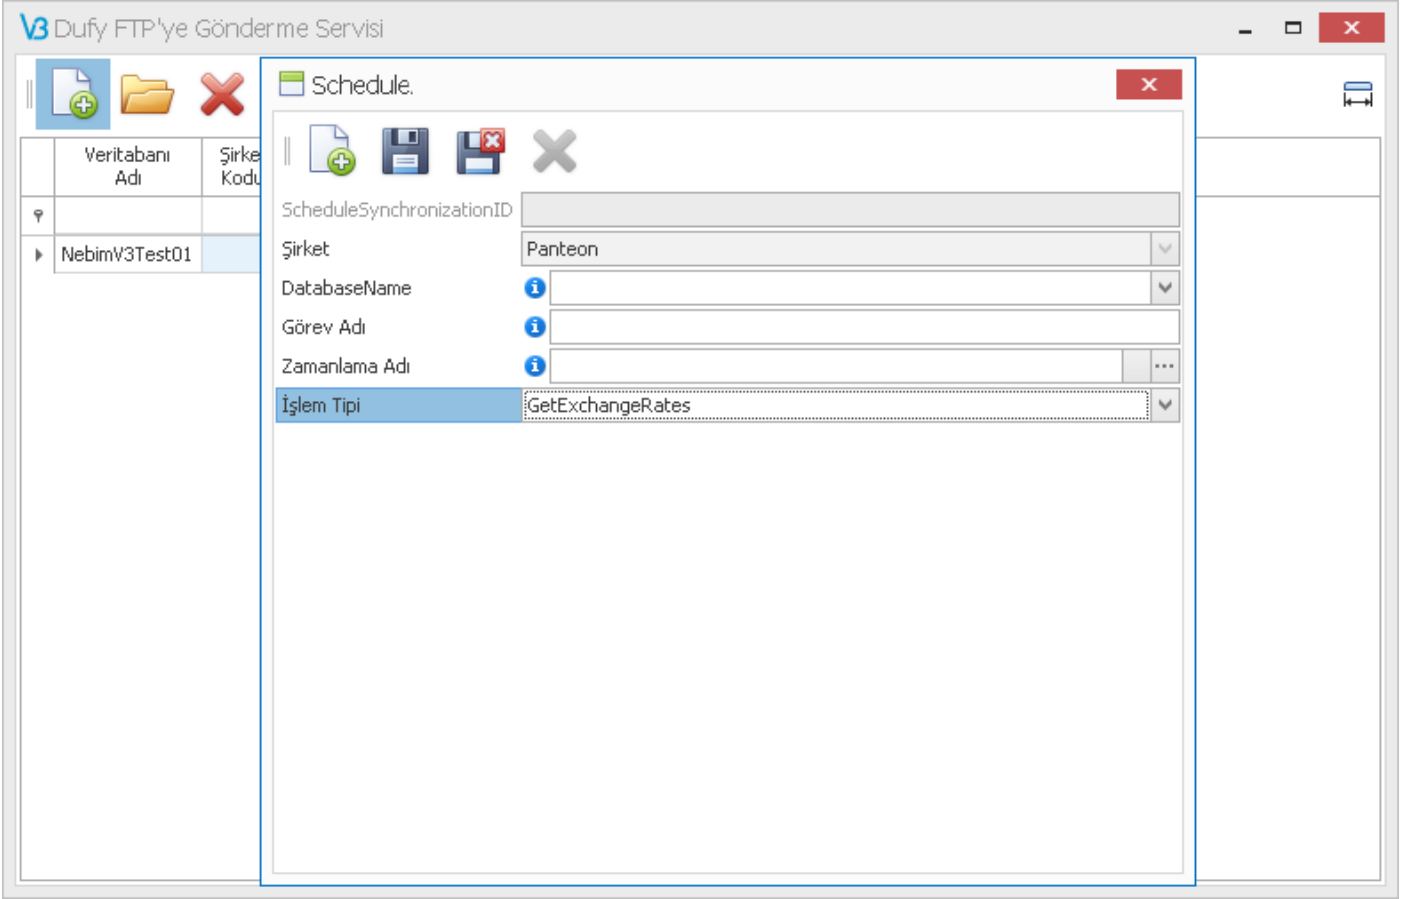 V3 Dufy FTP'ye Gönderme Servisi
Schedule.
Veritabanı
Adı
Şirke
Kodu
ScheduleSynchronizationID
Şirket
Panteon
NebimV3Test01
DatabaseName
Görev Adı
Zamanlama Adı
İşlem Tipi
GetExchangeRates